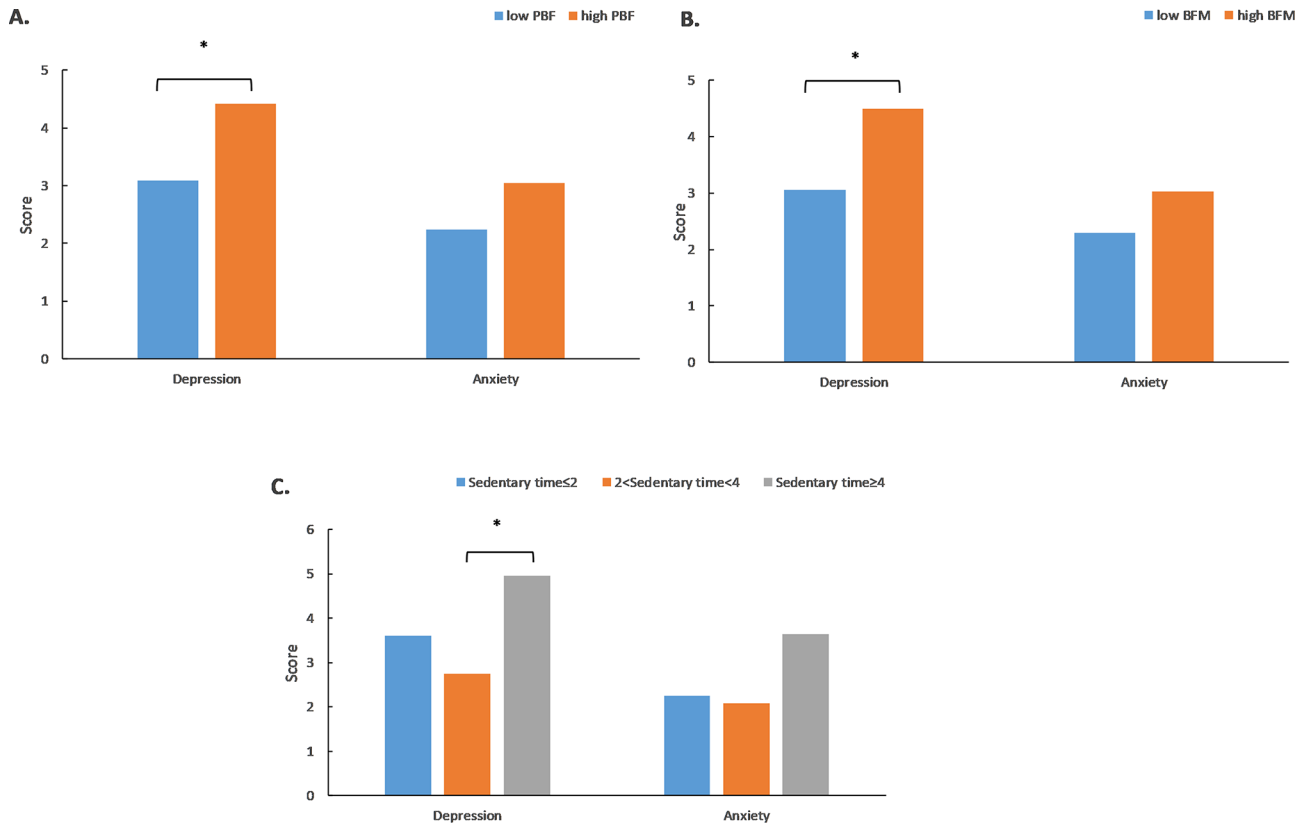 A.
low PBF high PBF
*
5
4
3
2
1
0
Score
Depression Anxiety
B.
low BFM high BFM
*
5
4
3
2
1
0
Score
Depression Anxiety
C.
Sedentary time≤2 2<Sedentary time<4 Sedentary time≥4
*
6
5
4
3
2
1
0
Score
Depression Anxiety